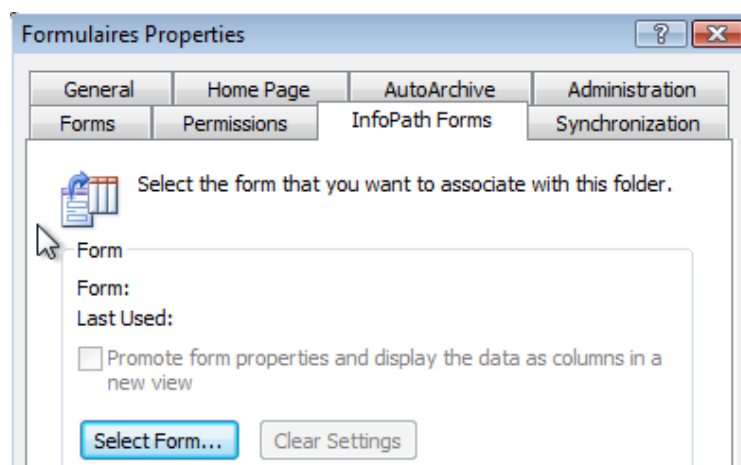 Formulaires Properties
General Home Page AutoArchive Administration
Forms Permissions InfoPath Forms Synchronization
Select the form that you want to associate with this folder.
Form
Form:
Last Used:
Promote form properties and display the data as columns in a
new view
Select Form... Clear Settings